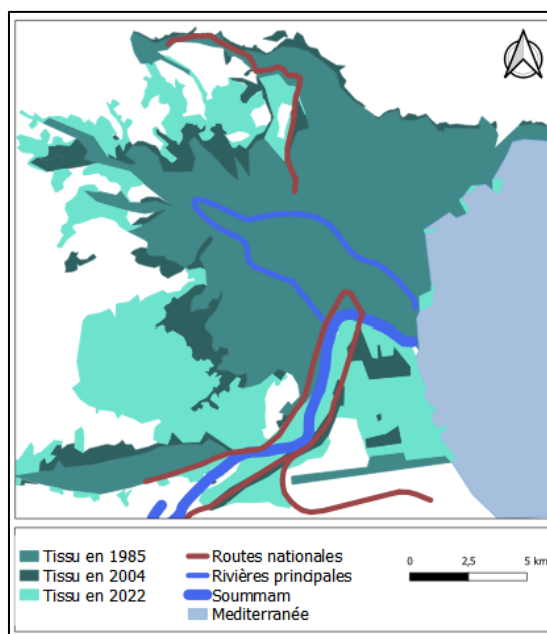 Tissu en 1985
Tissu en 2004
Tissu en 2022
Routes nationales
Rivières principales
Soummam
Mediterranée
0 2,5 5 km